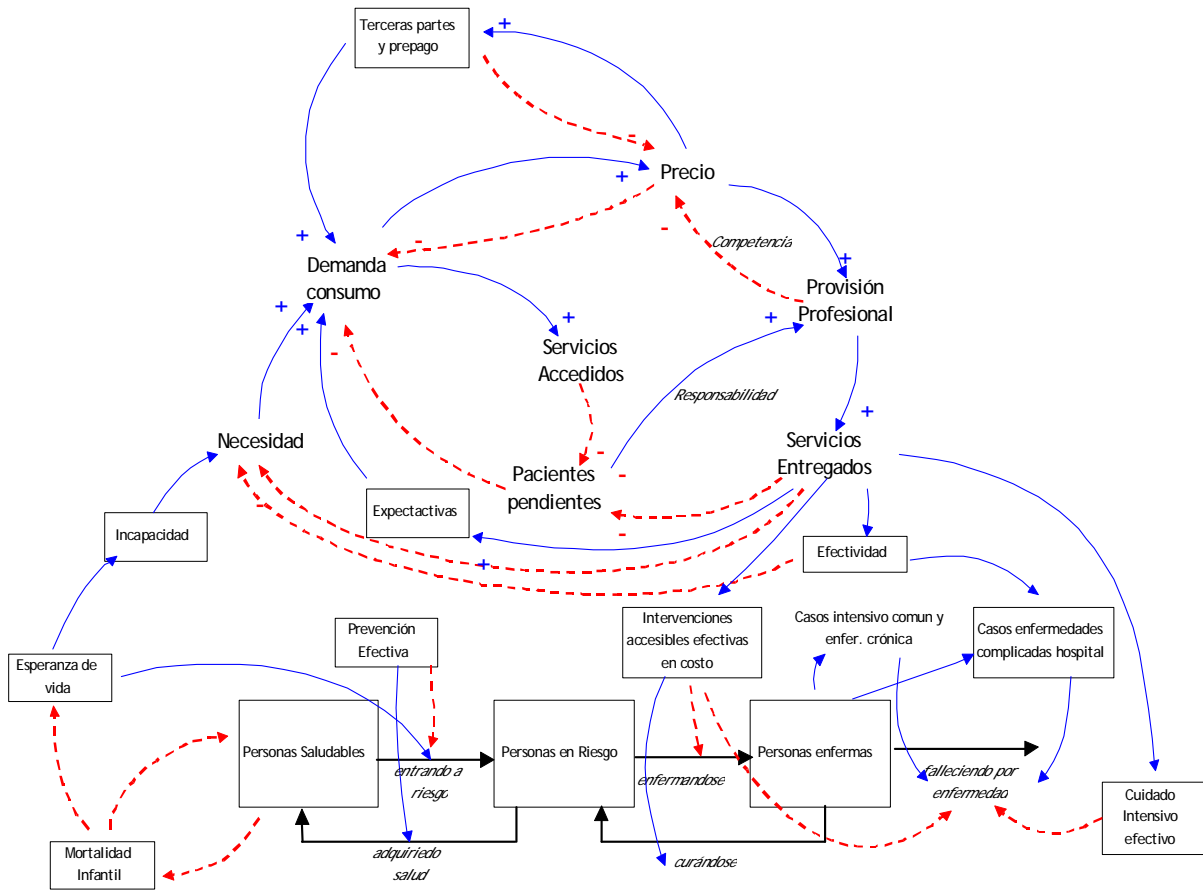 +
Terceras partes
y prepago
-
Precio
+
-
Competencia
+
-
+
Demanda
consumo
+
Provisión
Profesional
+
+
+
+
Servicios
Accedidos
-
Responsabilidad
+
Necesidad
Servicios
Entregados
-
-
Pacientes
pendientes
-
-
Expectactivas
Incapacidad
+
Efectividad
Prevención
Efectiva
Intervenciones
accesibles efectivas
en costo
Casos intensivo comun y
enfer. crónica
Casos enfermedades
complicadas hospital
Esperanza de
vida
Personas Saludables
Personas en Riesgo
Personas enfermas
entrando a
riesgo
enfermandose
falleciendo por
enfermedad
Cuidado
Intensivo
efectivo
Mortalidad
Infantil
adquiriedo
salud
curándose